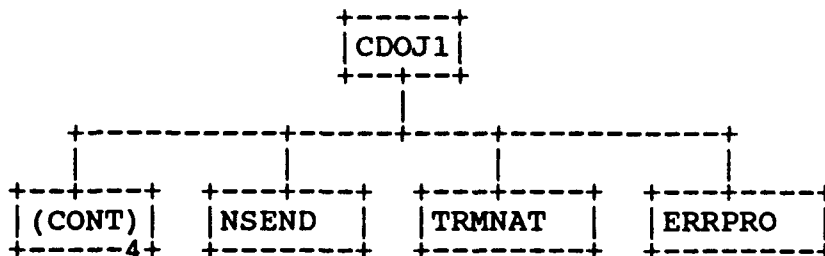 CDOJ1
(CONT) NSEND TRMNAT ERRPRO
4